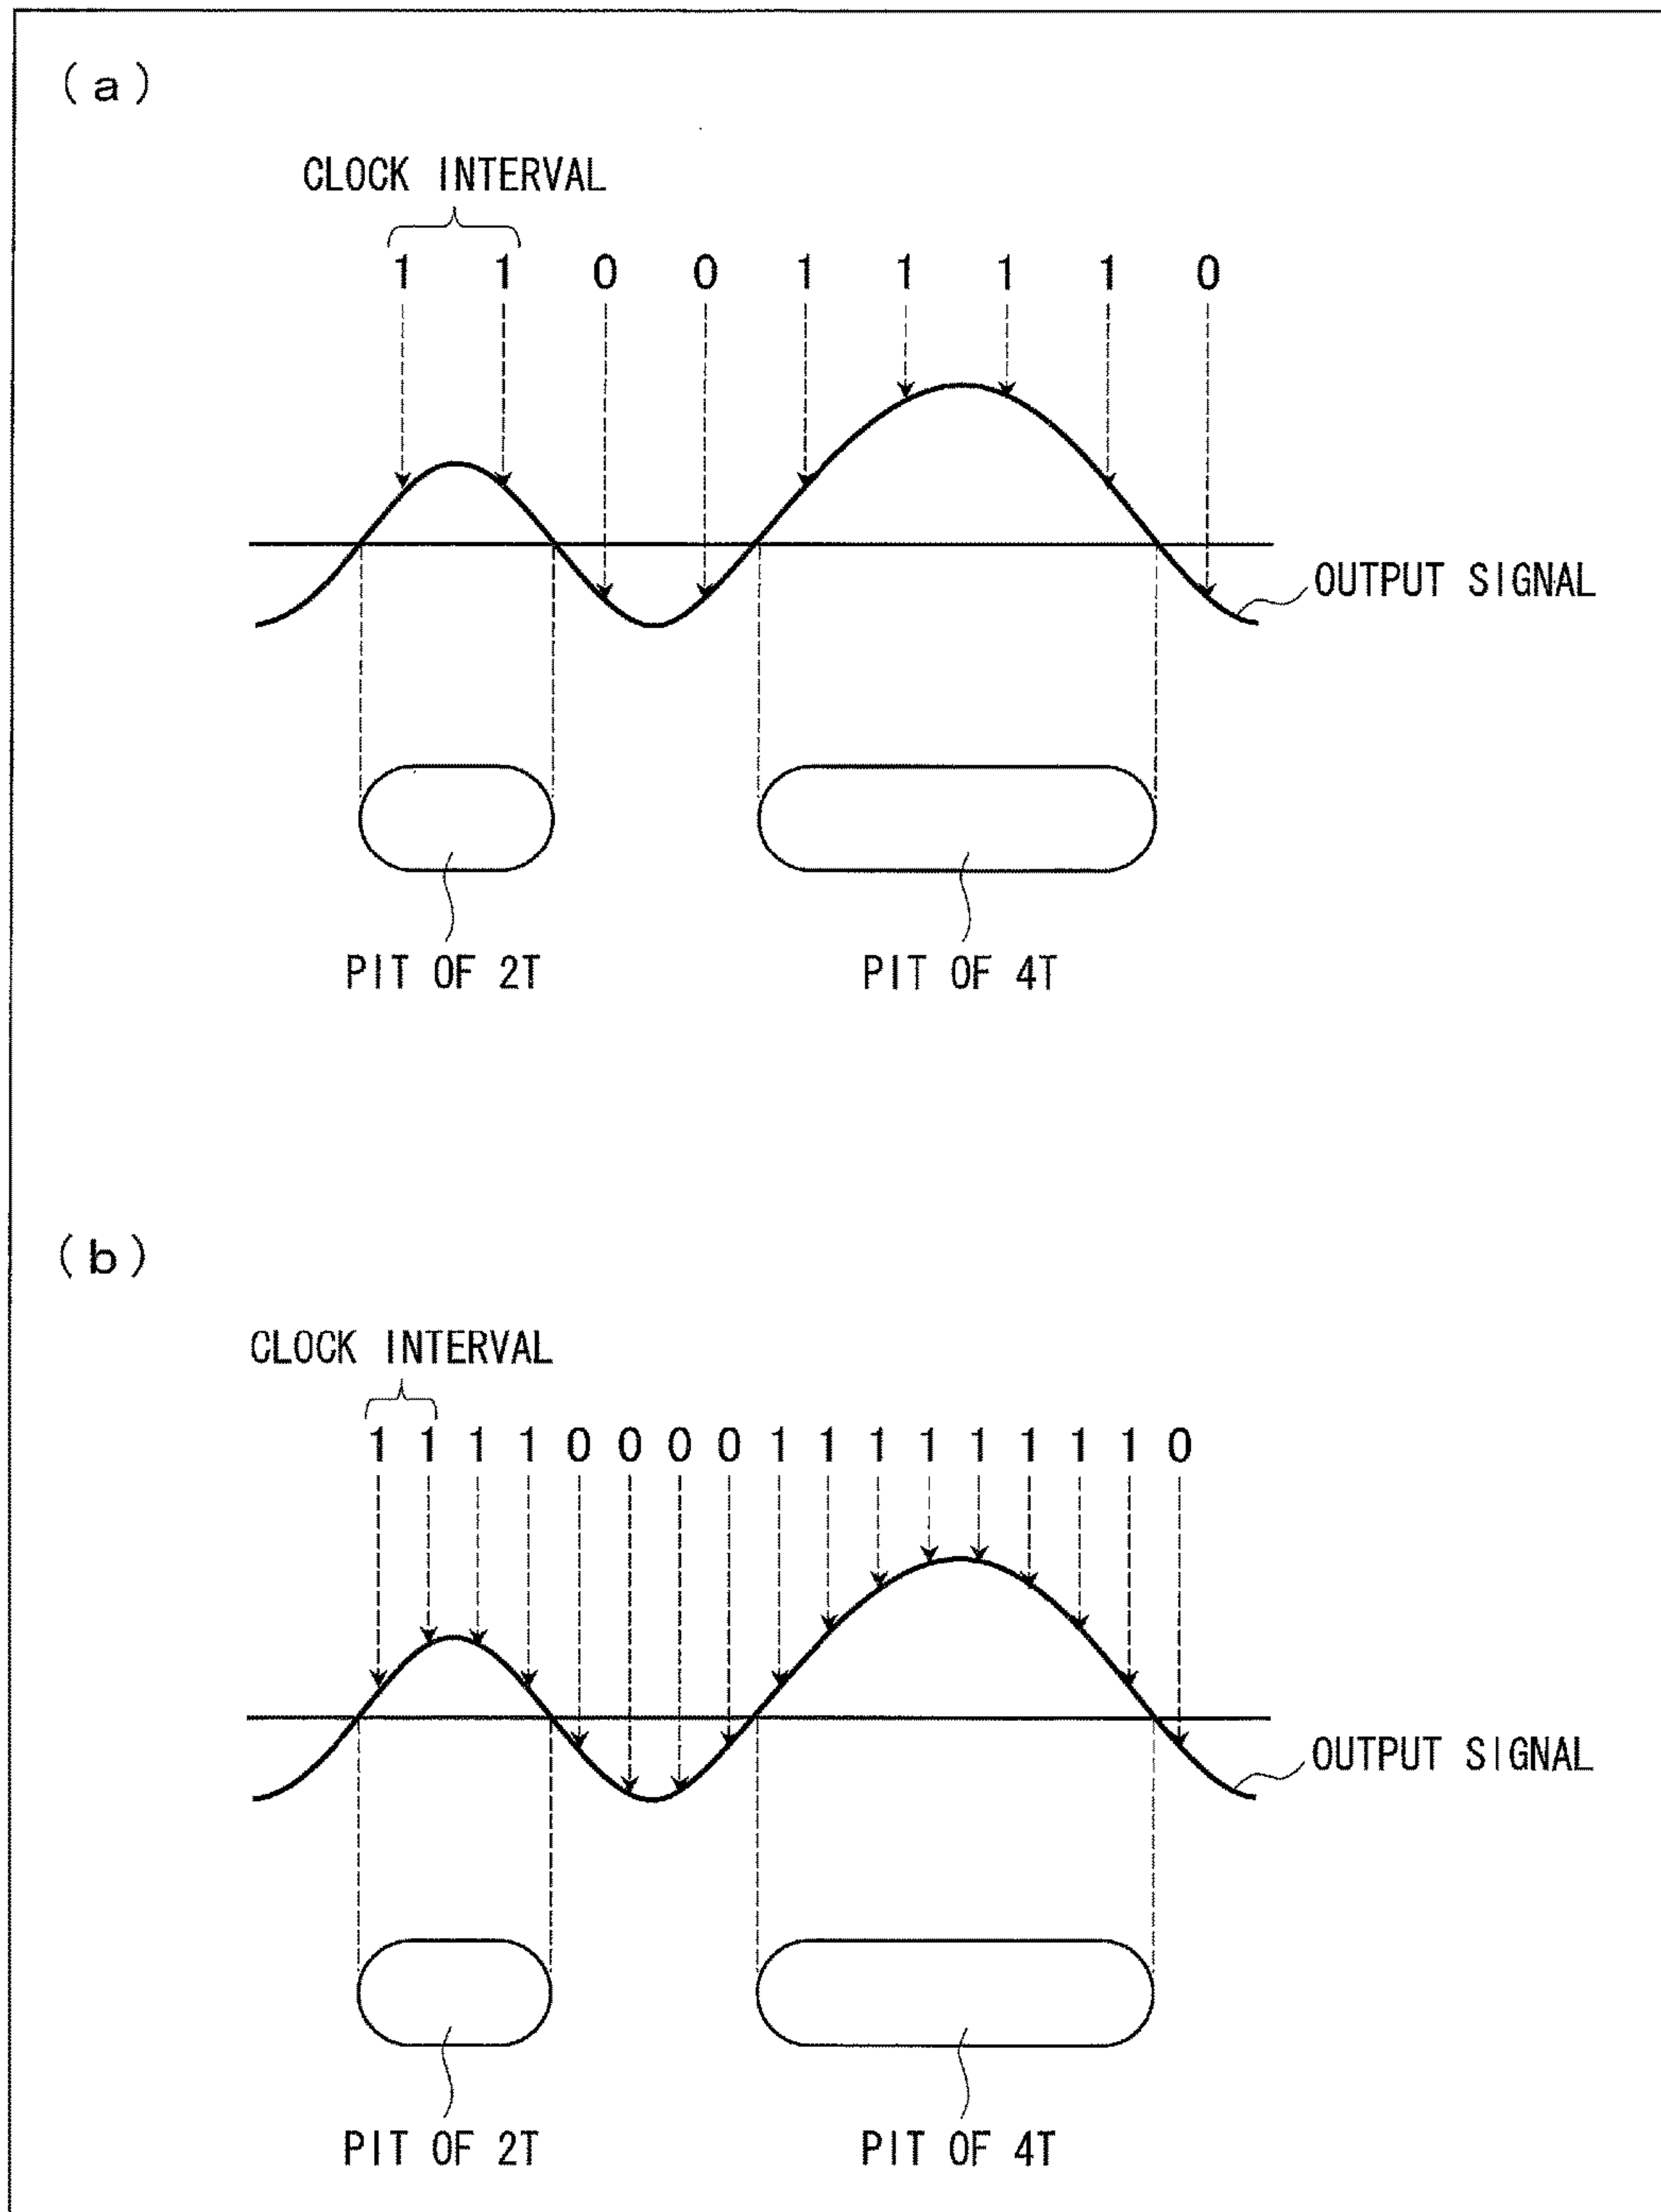 (a)
CLOCK INTERVAL
1 1 0 0 1 1 1 1 0
OUTPUT SIGNAL
PIT OF 2T PIT OF 4T
(b)
CLOCK INTERVAL
1 1 1 1 0 0 0 0 1 1 1 1 1 1 1 1 0
OUTPUT SIGNAL
PIT OF 2T PIT OF 4T